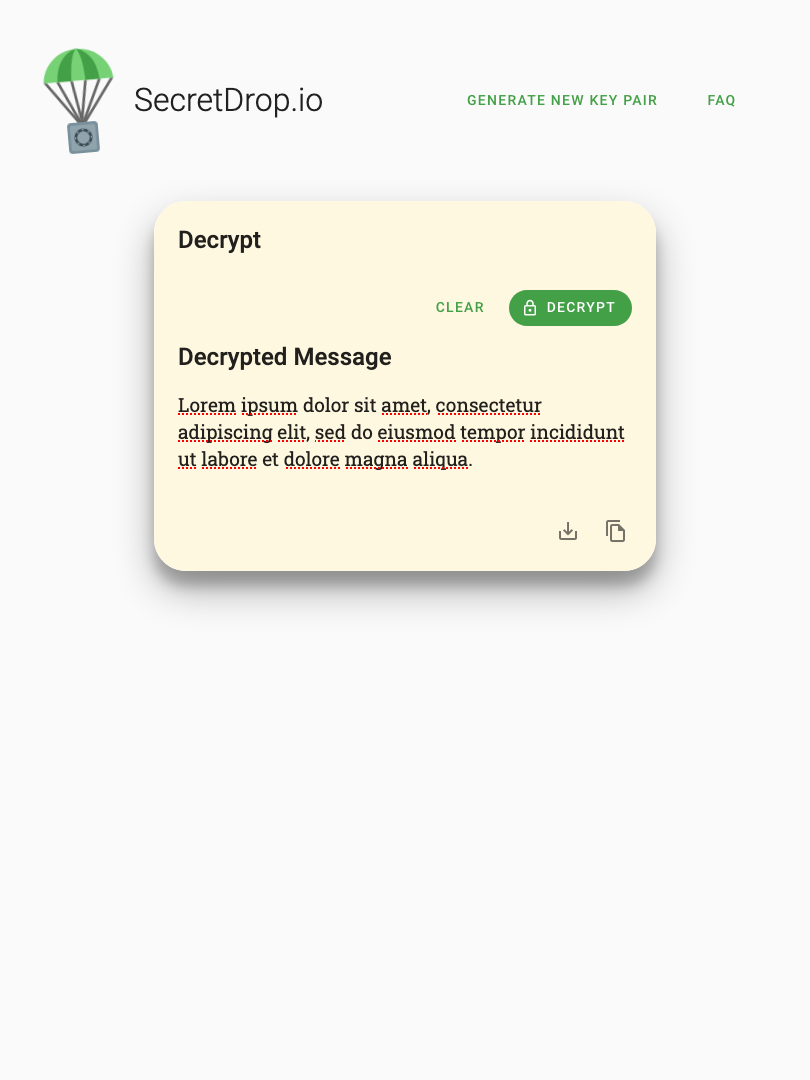 SecretDrop.io
GENERATE NEW KEY PAIR
FAQ
Decrypt
CLEAR
DECRYPT
Decrypted Message
Lorem ipsum dolor sit amet, consectetur
adipiscing elit, sed do eiusmod tempor incididunt
ut labore et dolore magna aliqua.